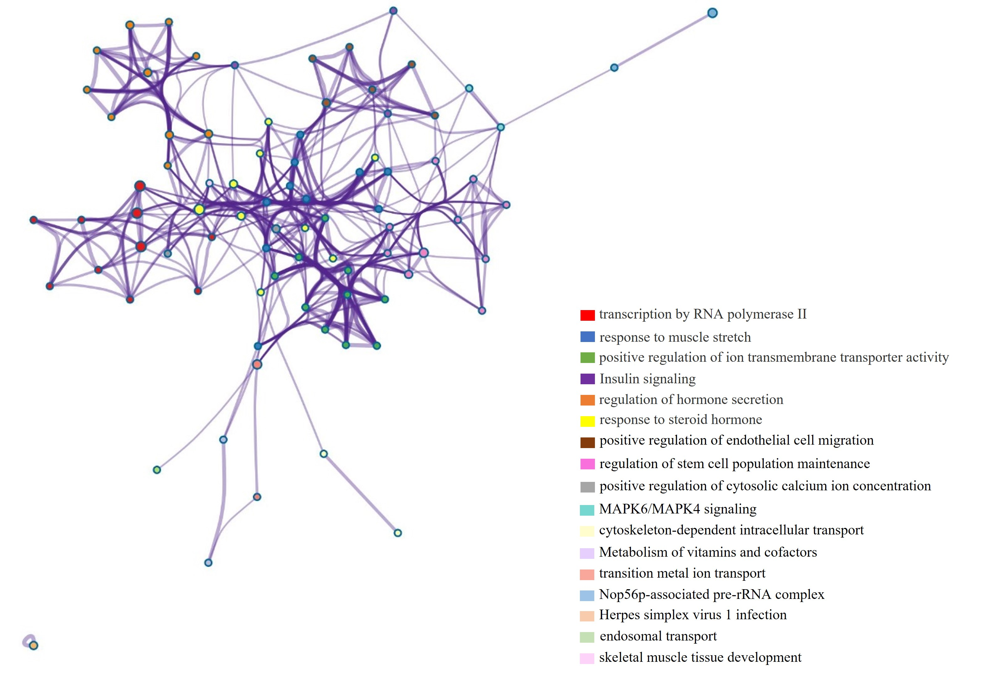 transcription by RNA polymerase II
response to muscle stretch
positive regulation of ion transmembrane transporter activity
Insulin signaling
regulation of hormone secretion
response to steroid hormone
positive regulation of endothelial cell migration
regulation of stem cell population maintenance
positive regulation of cytosolic calcium ion concentration
MAPK6/MAPK4 signaling
cytoskeleton-dependent intracellular transport
Metabolism of vitamins and cofactors
transition metal ion transport
Nop56p-associated pre-rRNA complex
Herpes simplex virus 1 infection
endosomal transport
skeletal muscle tissue development